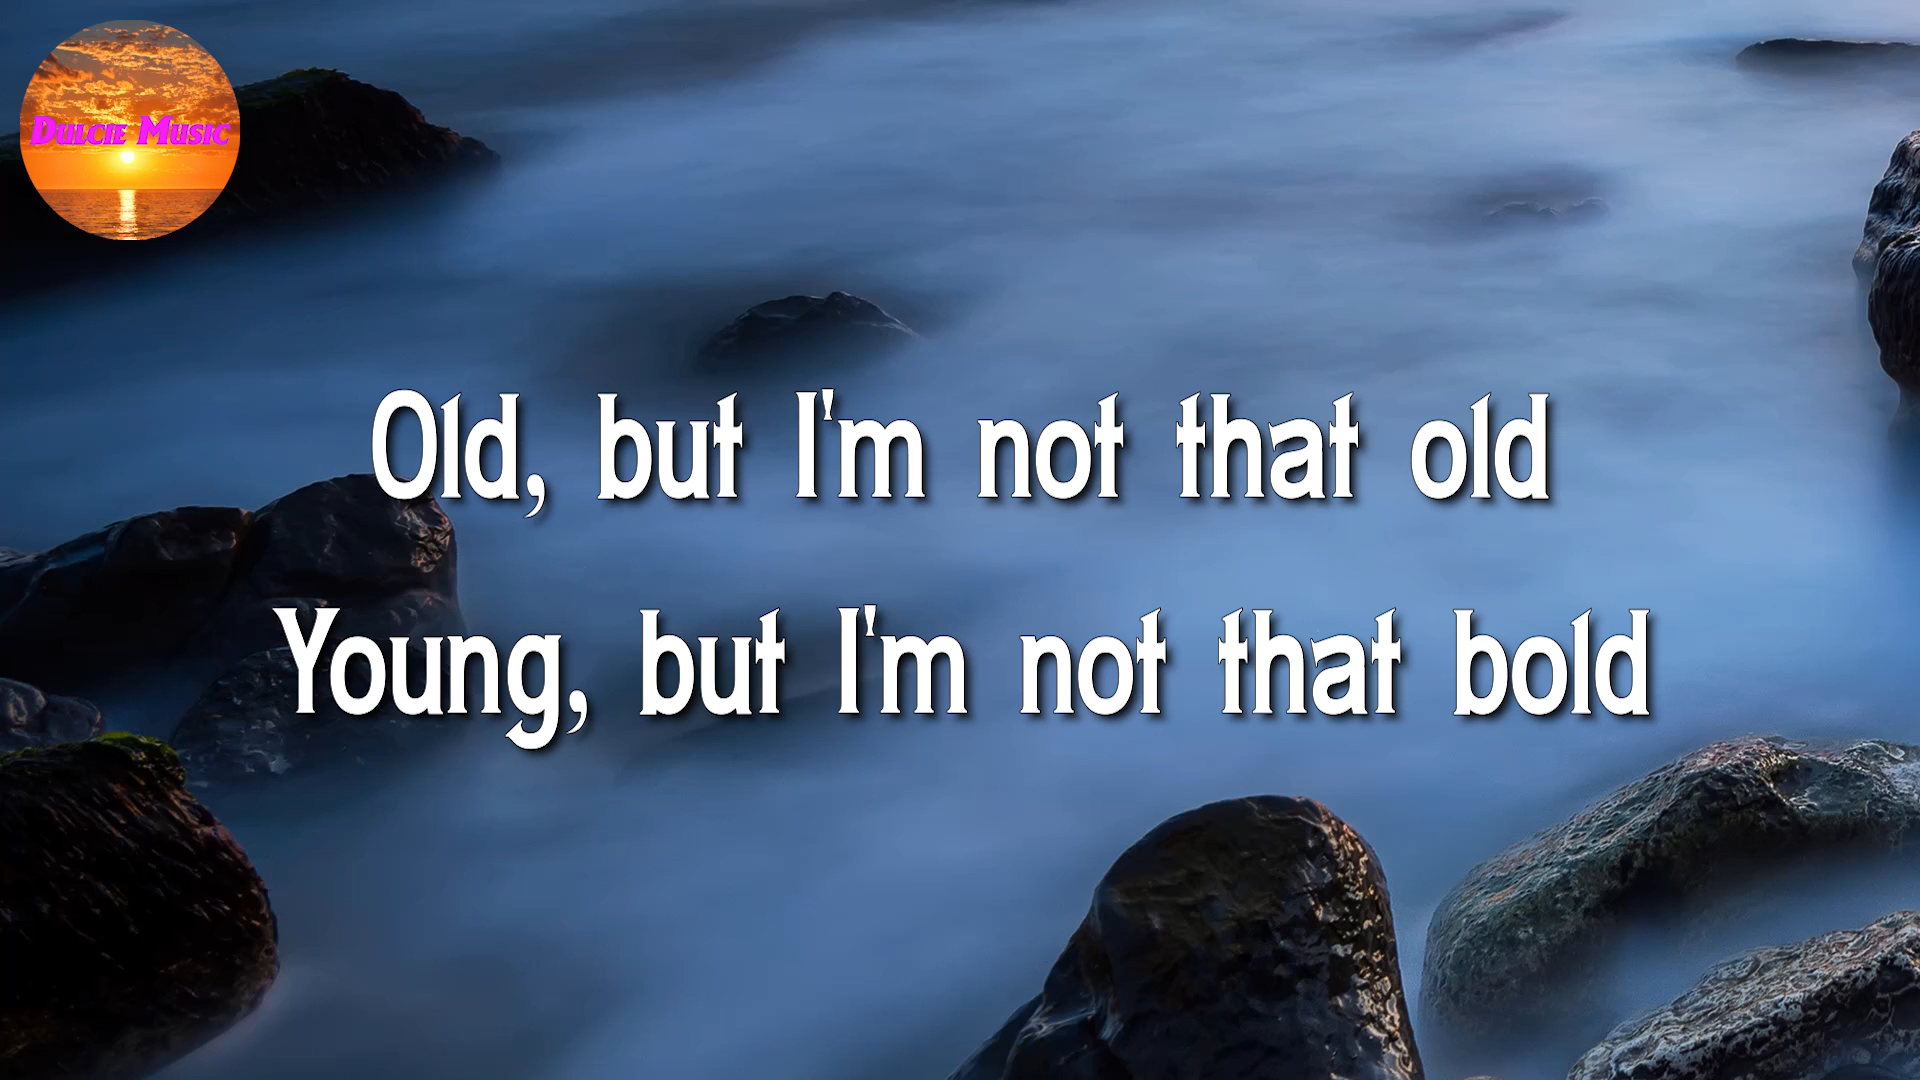 Dulcie Music
Old, but I'm not that old
Young, but I'm not that bold